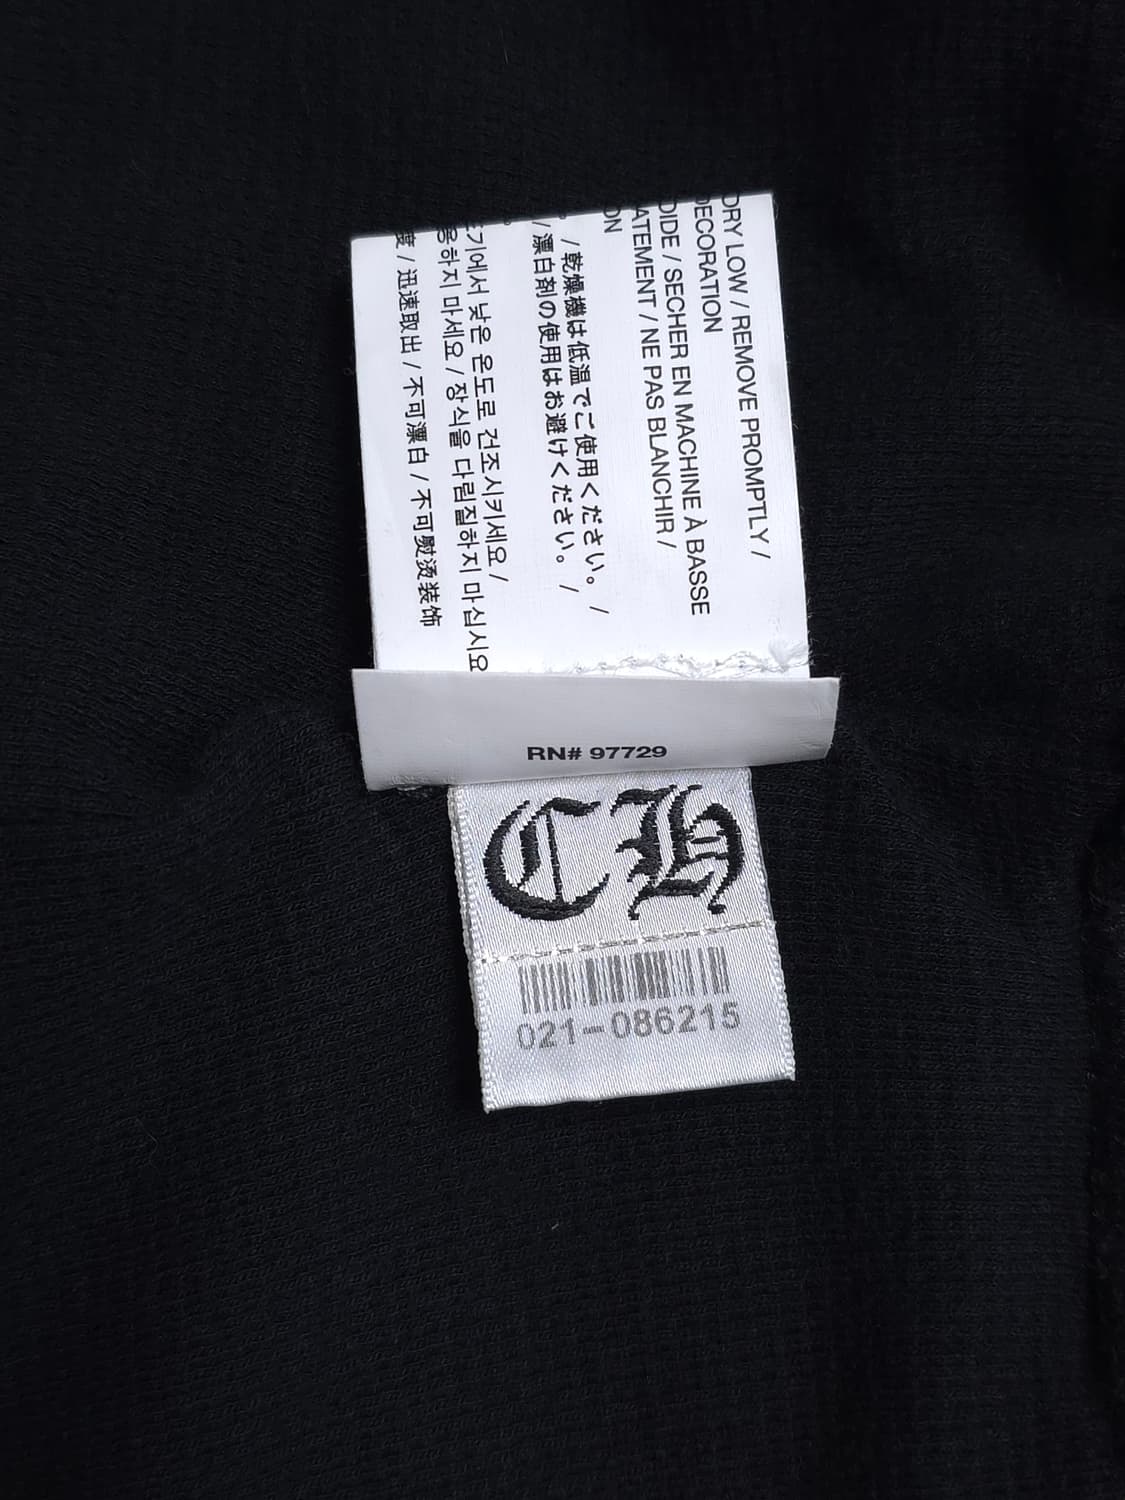 DRY LOW / REMOVE PROMPTLY /
DECORATION
SECHER EN MACHINE À BASSE
NE PAS BLANCHIR /
/ 乾燥機は低温でご使用ください。 /
/ 漂白剤の使用はお避けください。 /
기에서 낮은 온도로 건조시키세요 /
용하지 마세요 / 장식을 다림질하지 마십시요
/ 迅速取出 / 不可漂白 / 不可熨烫装饰
RN# 97729
CH
021-086215